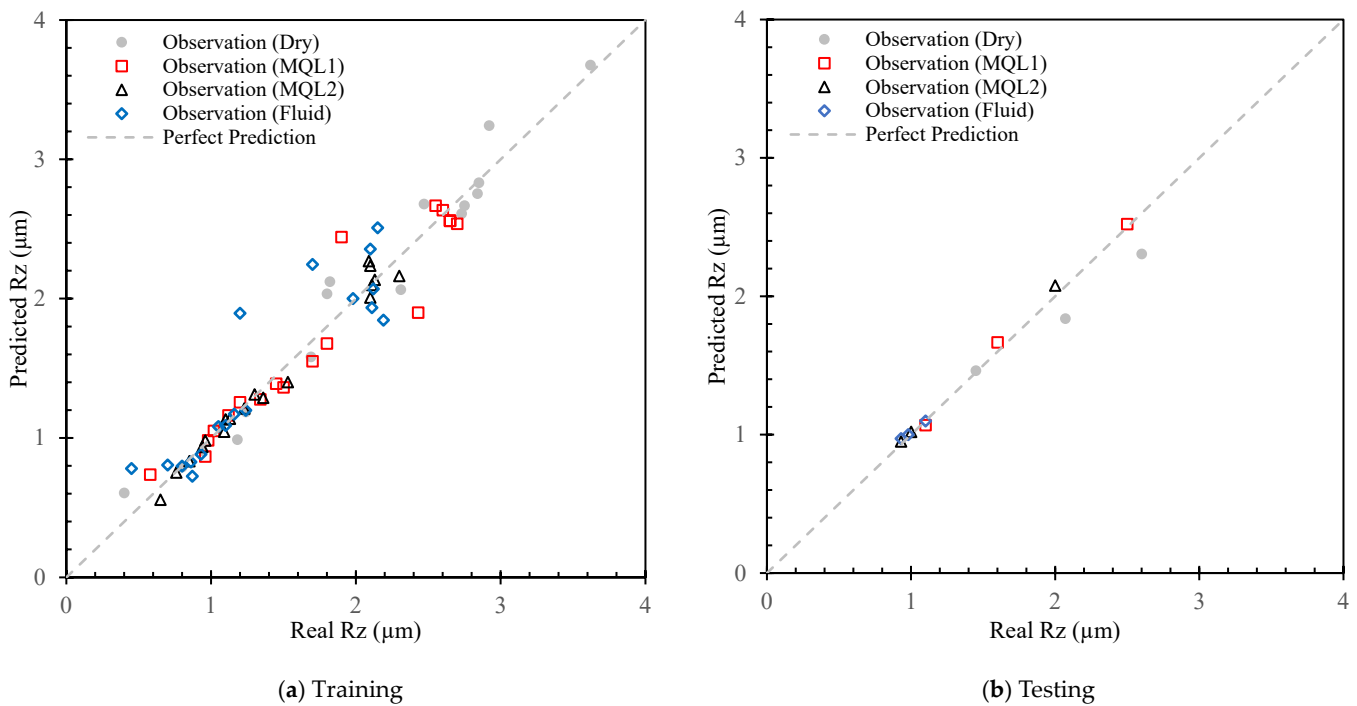 4
3
2
1
0
0
1
2
3
4
Predicted Rz (µm)
Real Rz (µm)
Observation (Dry)
Observation (MQL1)
Observation (MQL2)
Observation (Fluid)
Perfect Prediction
(a) Training
4
3
2
1
0
0
1
2
3
4
Predicted Rz (µm)
Real Rz (µm)
Observation (Dry)
Observation (MQL1)
Observation (MQL2)
Observation (Fluid)
Perfect Prediction
(b) Testing